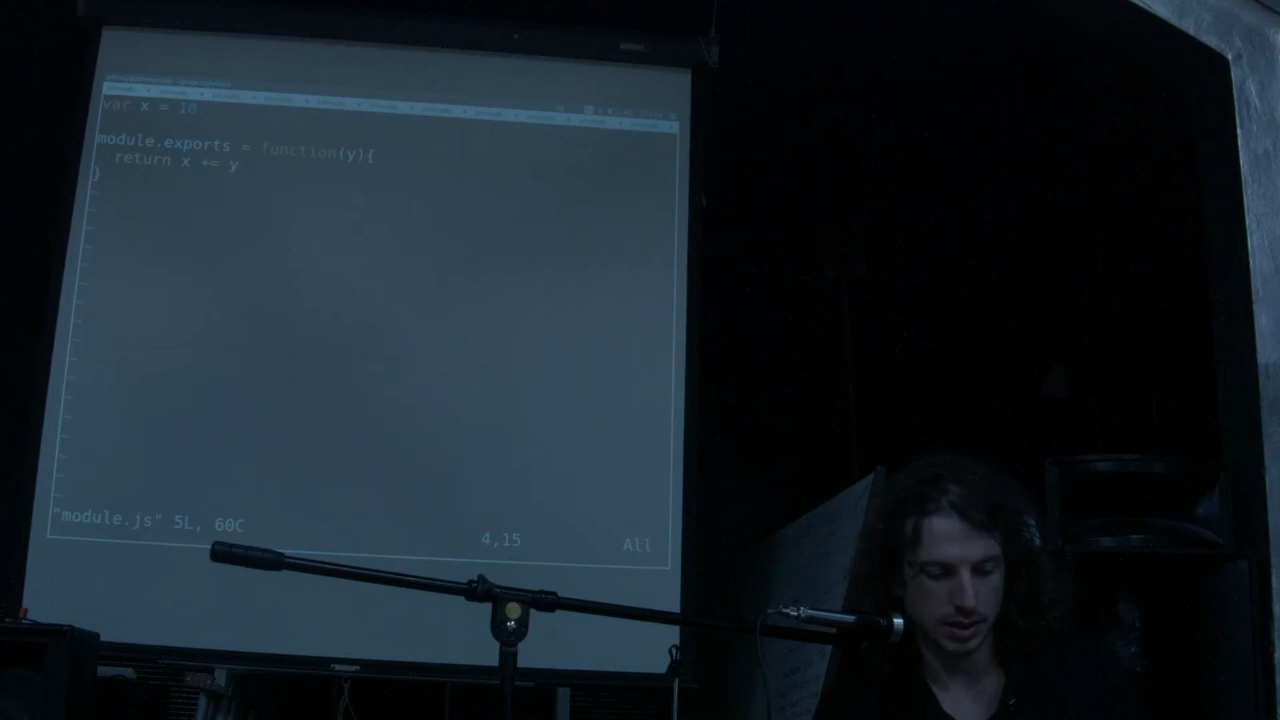 var x = 10
module.exports = function(y){
return x += y
}
"module.js" 5L, 60C
4,15
All